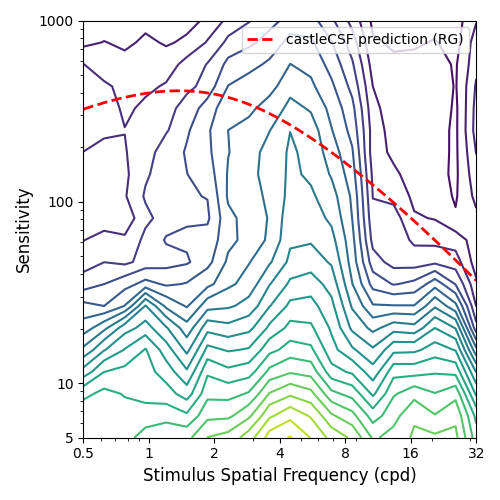 1000
castleCSF prediction (RG)
100
10
5
Sensitivity
0.5 1 2 4 8 16 32
Stimulus Spatial Frequency (cpd)